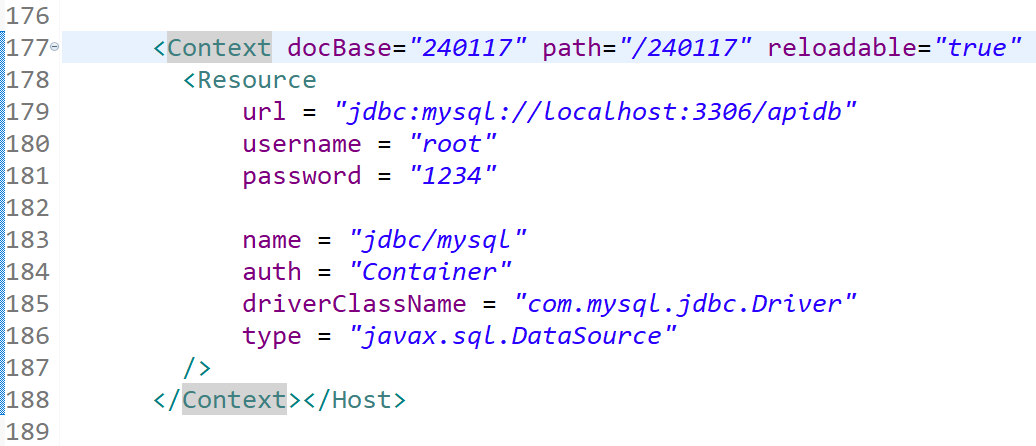 176
177 <Context docBase="240117" path="/240117" reloadable="true"
178 <Resource
179 url = "jdbc:mysql://localhost:3306/apidb"
180 username = "root"
181 password = "1234"
182
183 name = "jdbc/mysql"
184 auth = "Container"
185 driverClassName = "com.mysql.jdbc.Driver"
186 type = "javax.sql.DataSource"
187 />
188 </Context></Host>
189